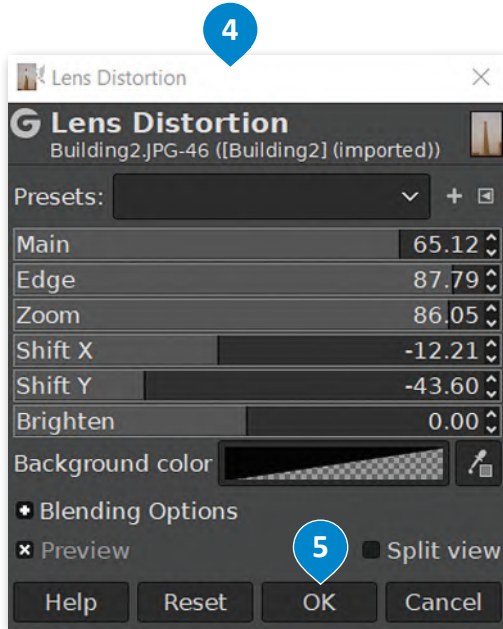 4
Lens Distortion
Lens Distortion
Building2.JPG-46 ([Building2] (imported))
Presets:
Main 65.12
Edge 87.79
Zoom 86.05
Shift X -12.21
Shift Y -43.60
Brighten 0.00
Background color
Blending Options
Preview 5 Split view
Help Reset OK Cancel